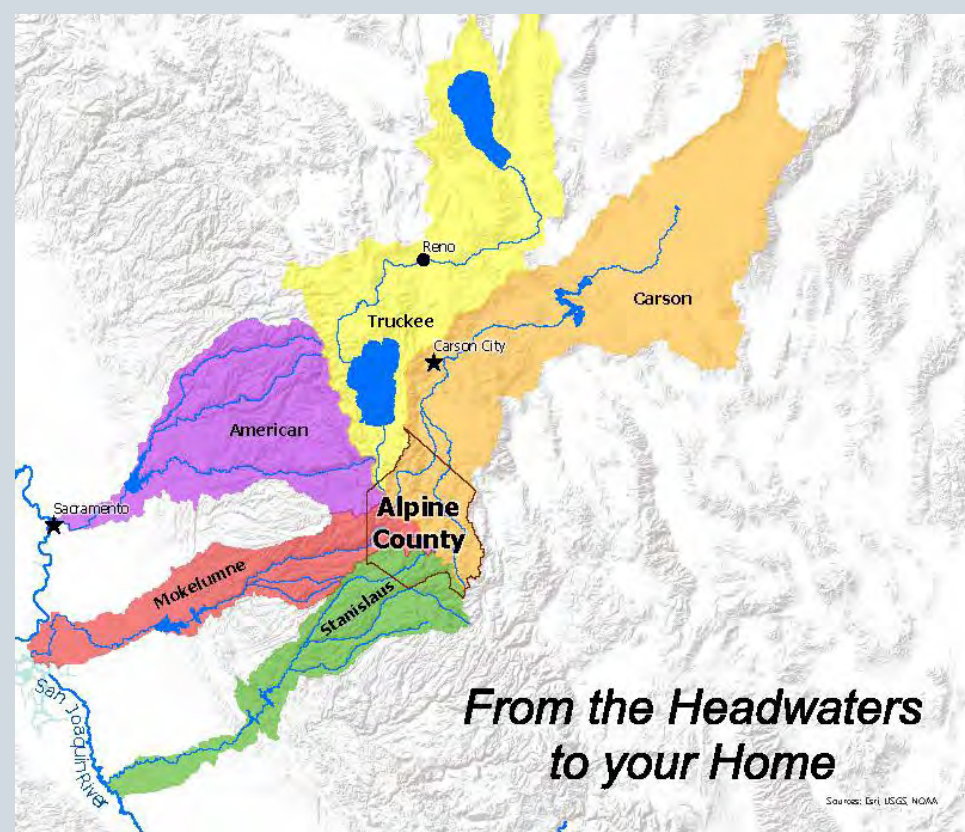 Reno
Truckee
Carson
Carson City
American
Sacramento
Alpine
County
Mokelumne
Stanislaus
San Joaquin River
From the Headwaters
to your Home
Sources: Esri, USGS, NOAA